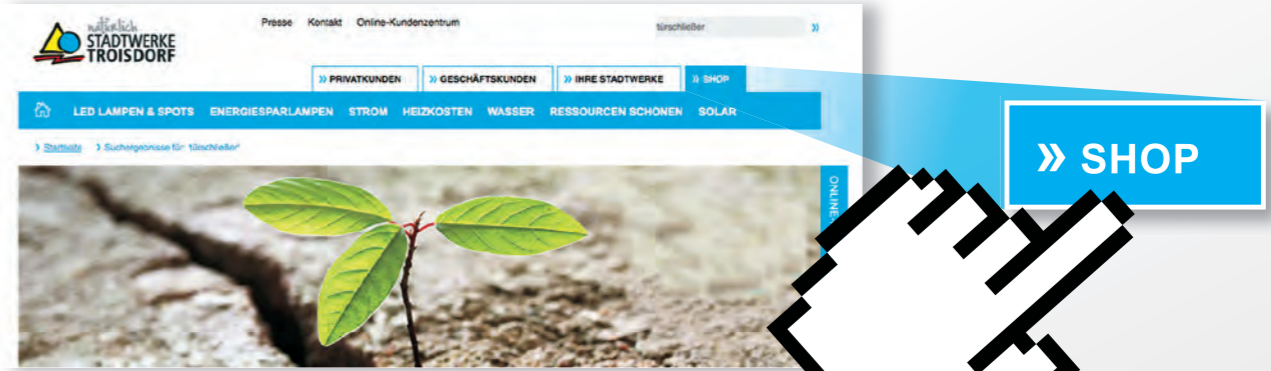 Presse Kontakt Online-Kundenzentrum
türschließer »
natürlich
STADTWERKE
TROISDORF
» PRIVATKUNDEN » GESCHÄFTSKUNDEN » IHRE STADTWERKE » SHOP
LED LAMPEN & SPOTS ENERGIESPARLAMPEN STROM HEIZKOSTEN WASSER RESSOURCEN SCHONEN SOLAR
› Startseite › Suchergebnisse für: "türschließer"
ONLINE-
» SHOP